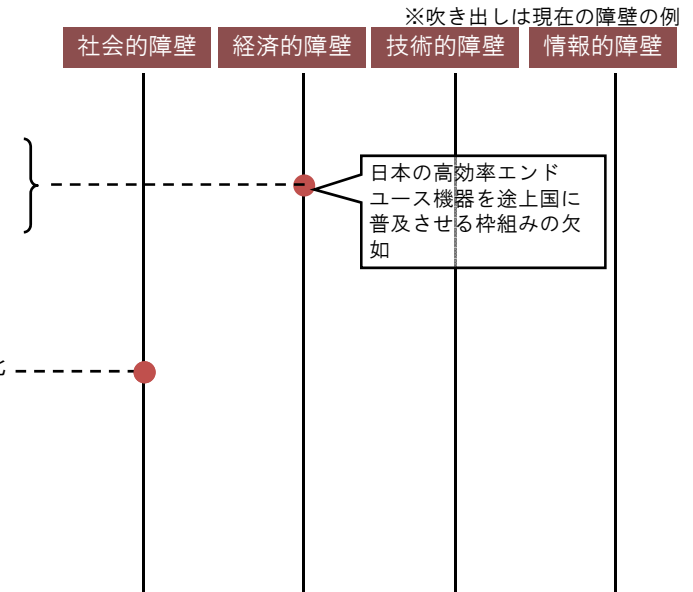 ※吹き出しは現在の障壁の例
社会的障壁 経済的障壁 技術的障壁 情報的障壁
日本の高効率エンド
ユース機器を途上国に
普及させる枠組みの欠
如